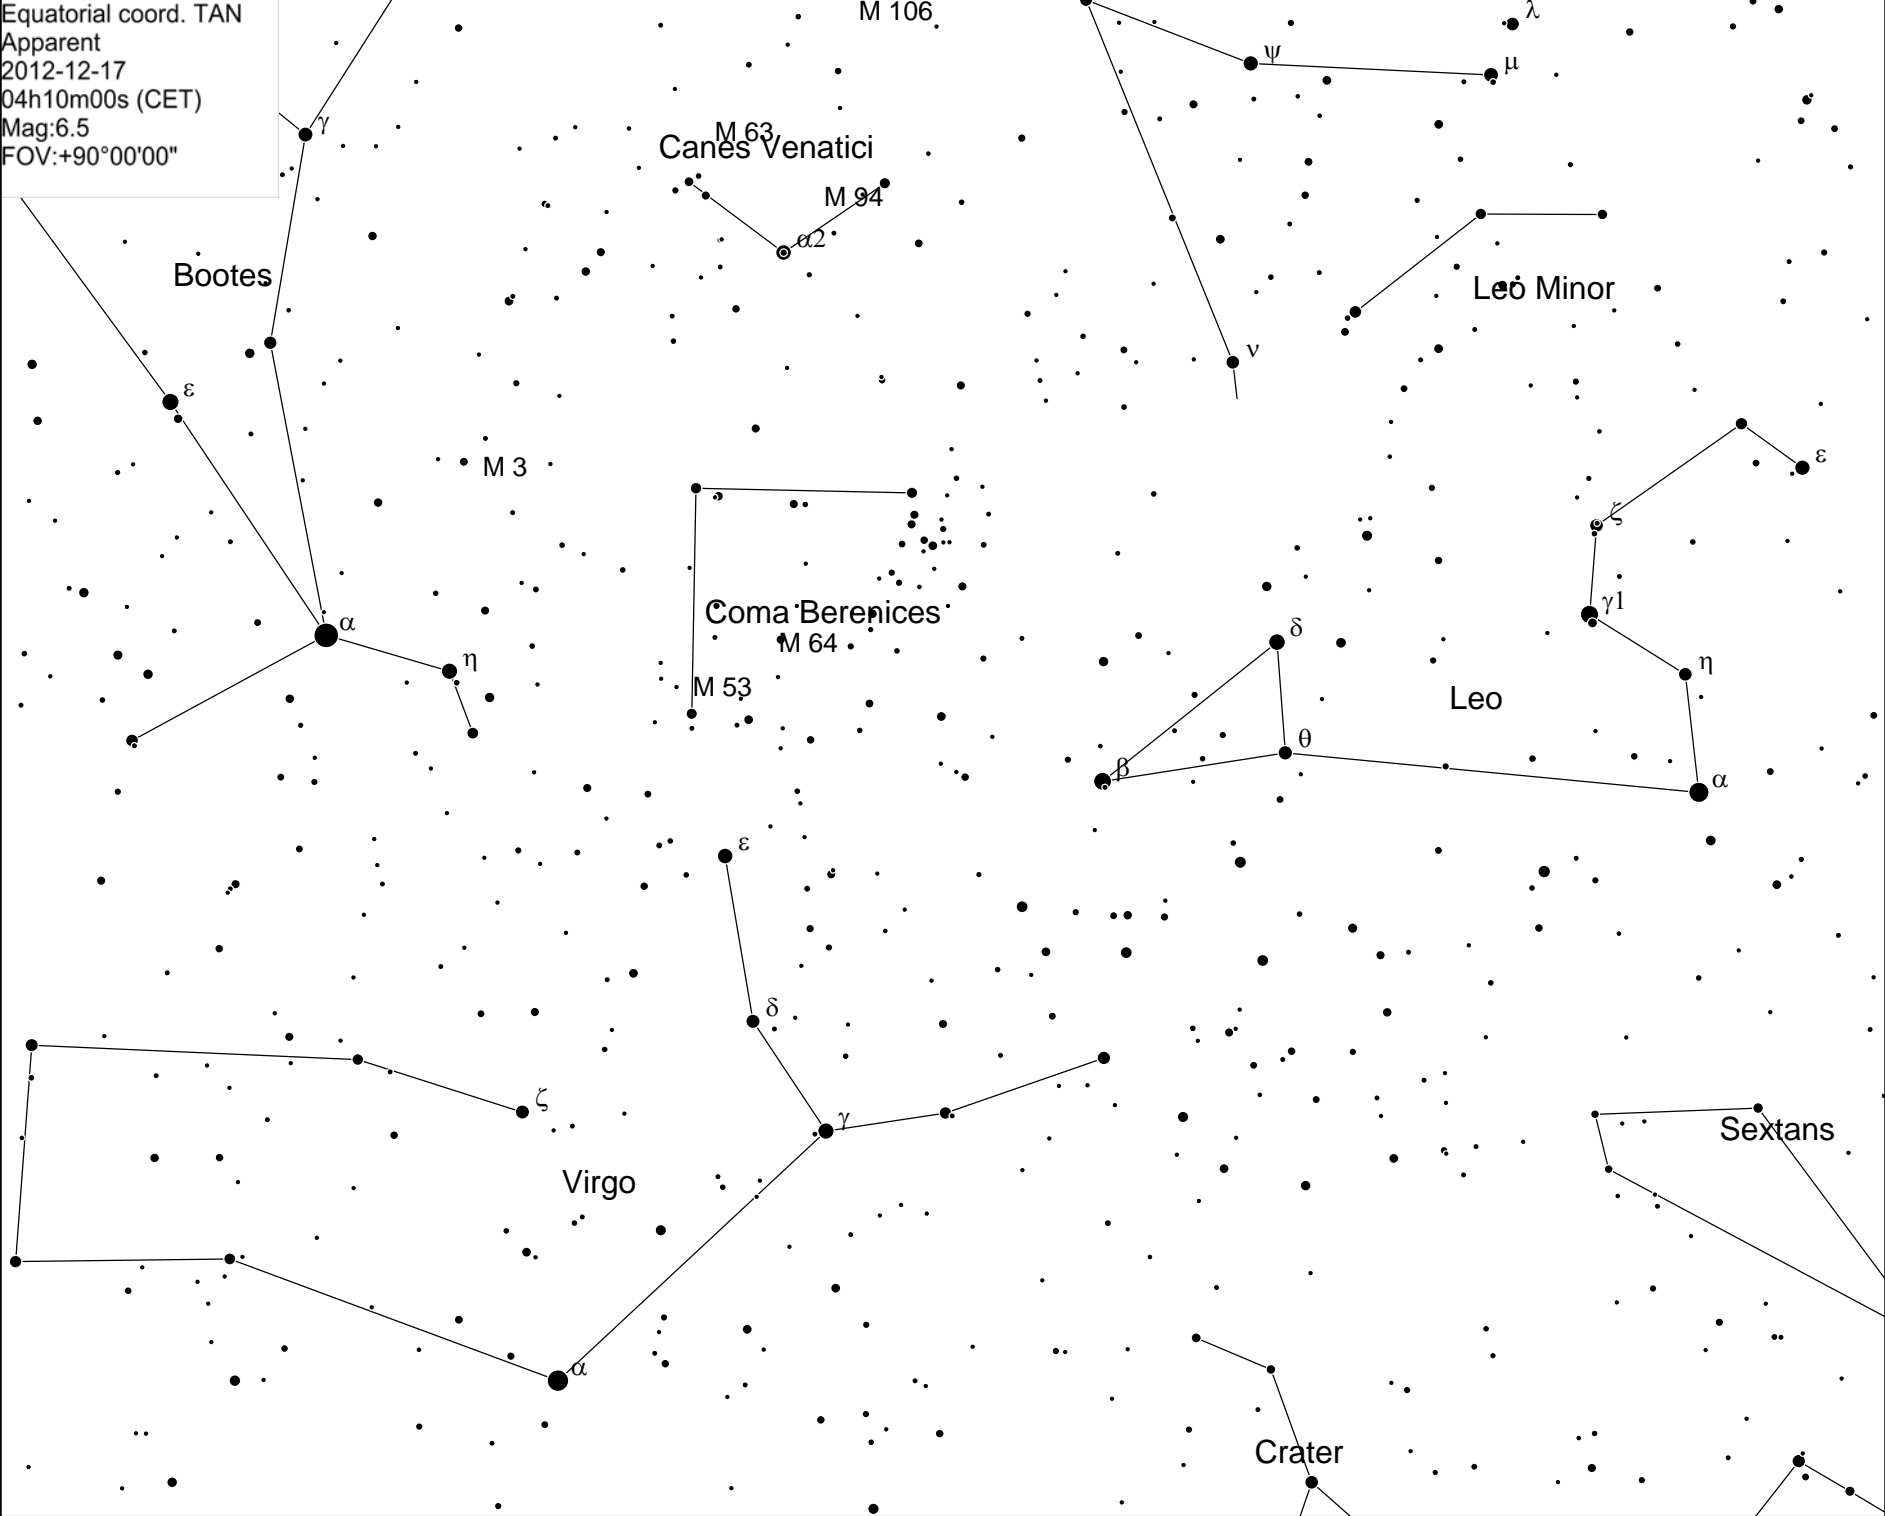 Equatorial coord. TAN
Apparent
2012-12-17
04h10m00s (CET)
Mag:6.5
FOV:+90°00'00"
M 106
λ
ψ
μ
γ
M 63
Canes Venatici
M 94
α2
Bootes
Leo Minor
ν
ε
M 3
ε
ζ
γ1
Coma Berenices
α
δ
M 64
η
η
M 53
Leo
θ
β
α
ε
δ
ζ
γ
Sextans
Virgo
α
Crater